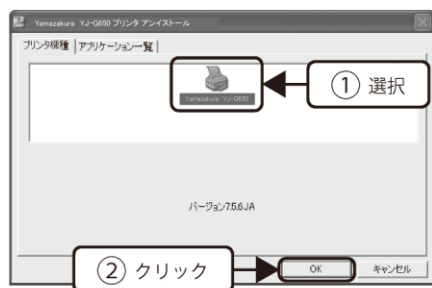 Yamazakura YJ-G650 プリンタ アンイストール
プリンタ機種
アプリケーション一覧
① 選択
Yamazakura YJ-G650
バージョン7.5.6.JA
② クリック
OK
キャンセル